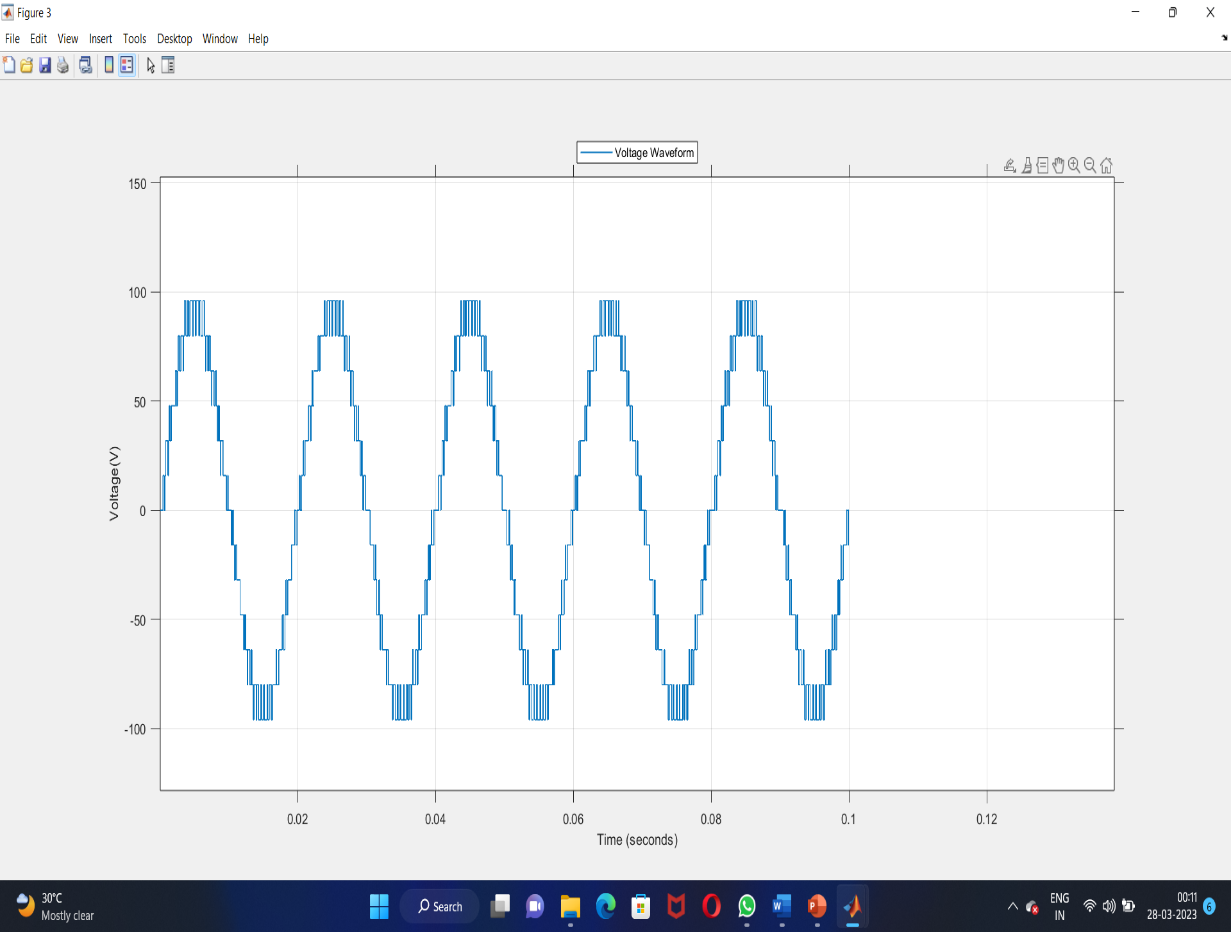 Figure 3
File Edit View Insert Tools Desktop Window Help
Voltage Waveform
150
100
50
0
-50
-100
Voltage(V)
0.02 0.04 0.06 0.08 0.1 0.12
Time (seconds)
30°C
Mostly clear
Search
W
P
ENG
IN
00:11
28-03-2023
6